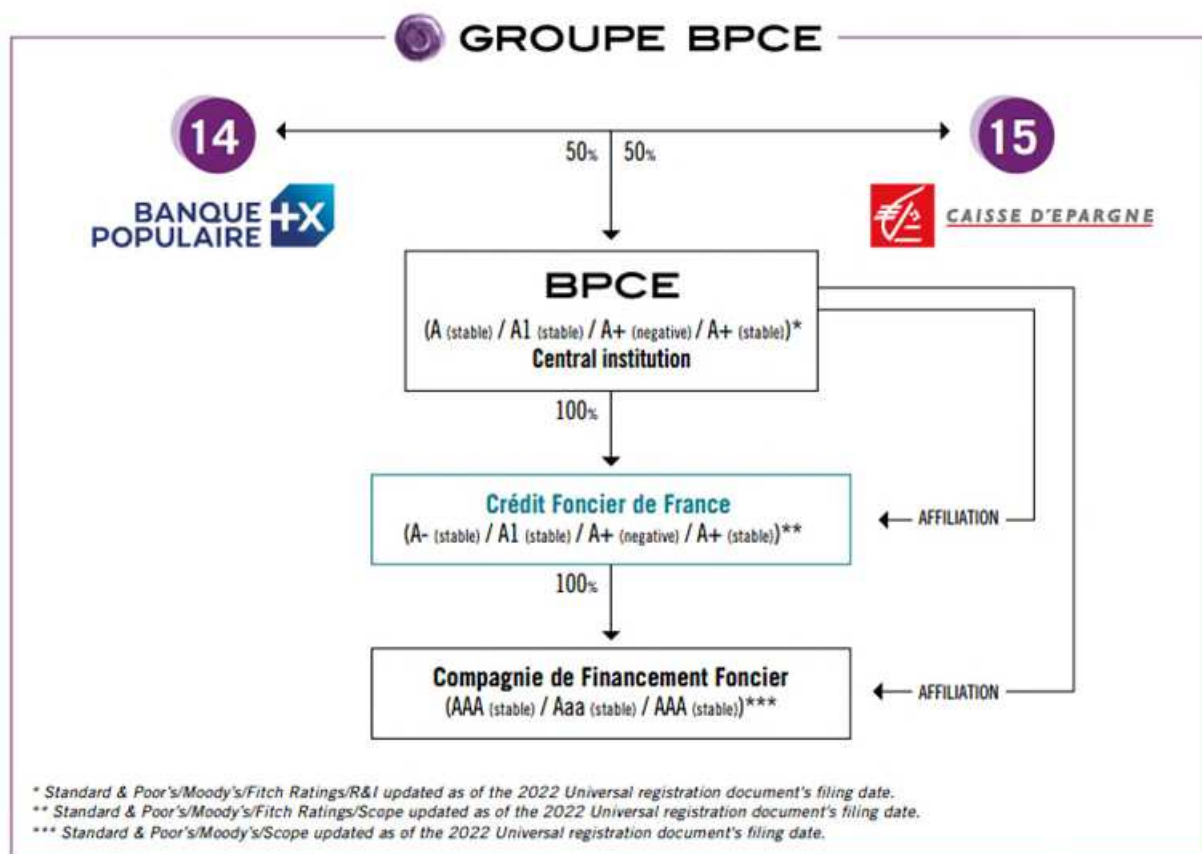 GROUPE BPCE
14
15
50% 50%
BANQUE
POPULAIRE
+X
CAISSE D'EPARGNE
BPCE
(A (stable) / A1 (stable) / A+ (negative) / A+ (stable))*
Central institution
100%
Crédit Foncier de France
(A- (stable) / A1 (stable) / A+ (negative) / A+ (stable))**
AFFILIATION
100%
Compagnie de Financement Foncier
(AAA (stable) / Aaa (stable) / AAA (stable))***
AFFILIATION
* Standard & Poor's/Moody's/Fitch Ratings/R&I updated as of the 2022 Universal registration document's filing date.
** Standard & Poor's/Moody's/Fitch Ratings/Scope updated as of the 2022 Universal registration document's filing date.
*** Standard & Poor's/Moody's/Scope updated as of the 2022 Universal registration document's filing date.